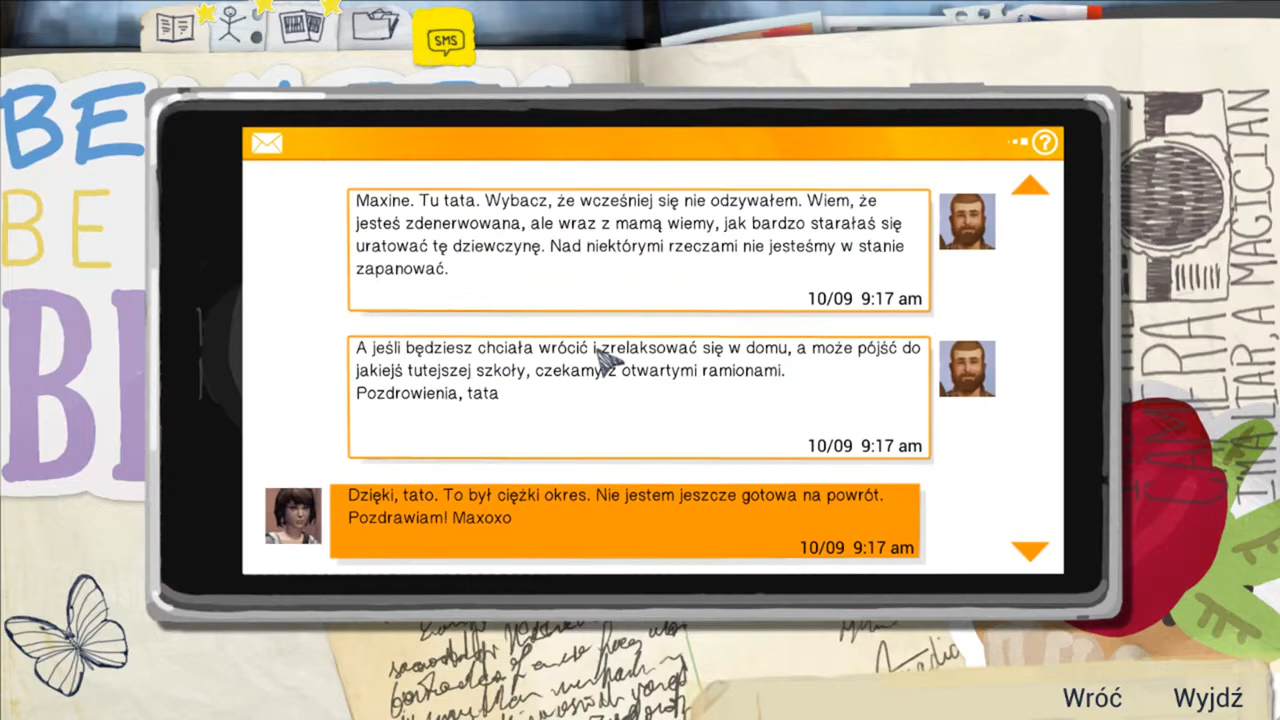 SMS
BE
BE
BE
Maxine. Tu tata. Wybacz, że wcześniej się nie odzywałem. Wiem, że
jesteś zdenerwowana, ale wraz z mamą wiemy, jak bardzo starałaś się
uratować tę dziewczynę. Nad niektórymi rzeczami nie jesteśmy w stanie
zapanować.
10/09 9:17 am
A jeśli będziesz chciała wrócić i zrelaksować się w domu, a może pójść do
jakiejś tutejszej szkoły, czekamy z otwartymi ramionami.
Pozdrowienia, tata
10/09 9:17 am
Dzięki, tato. To był ciężki okres. Nie jestem jeszcze gotowa na powrót.
Pozdrawiam! Maxoxo
10/09 9:17 am
A MAGICIAN
Wróć Wyjdź